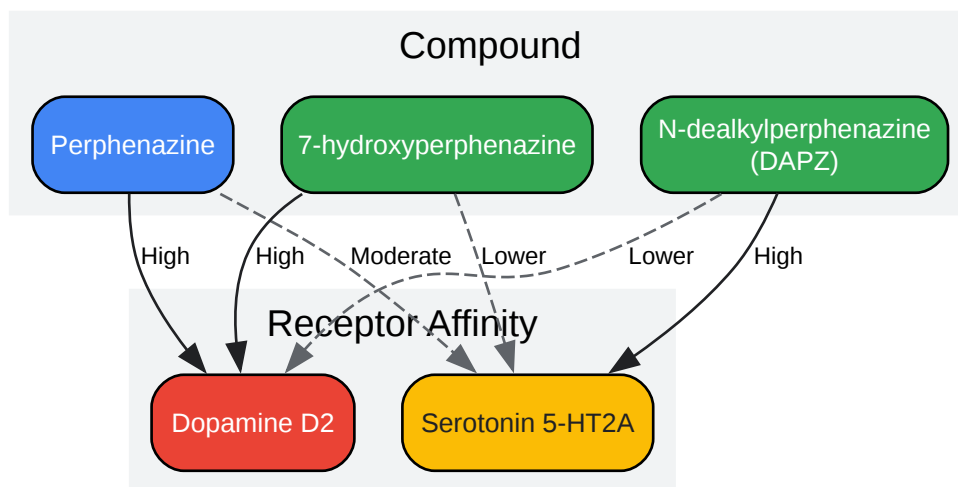 Compound
Perphenazine
7-hydroxyperphenazine
N-dealkylperphenazine
(DAPZ)
High
High
Moderate
Lower
Lower
High
Receptor Affinity
Dopamine D2
Serotonin 5-HT2A